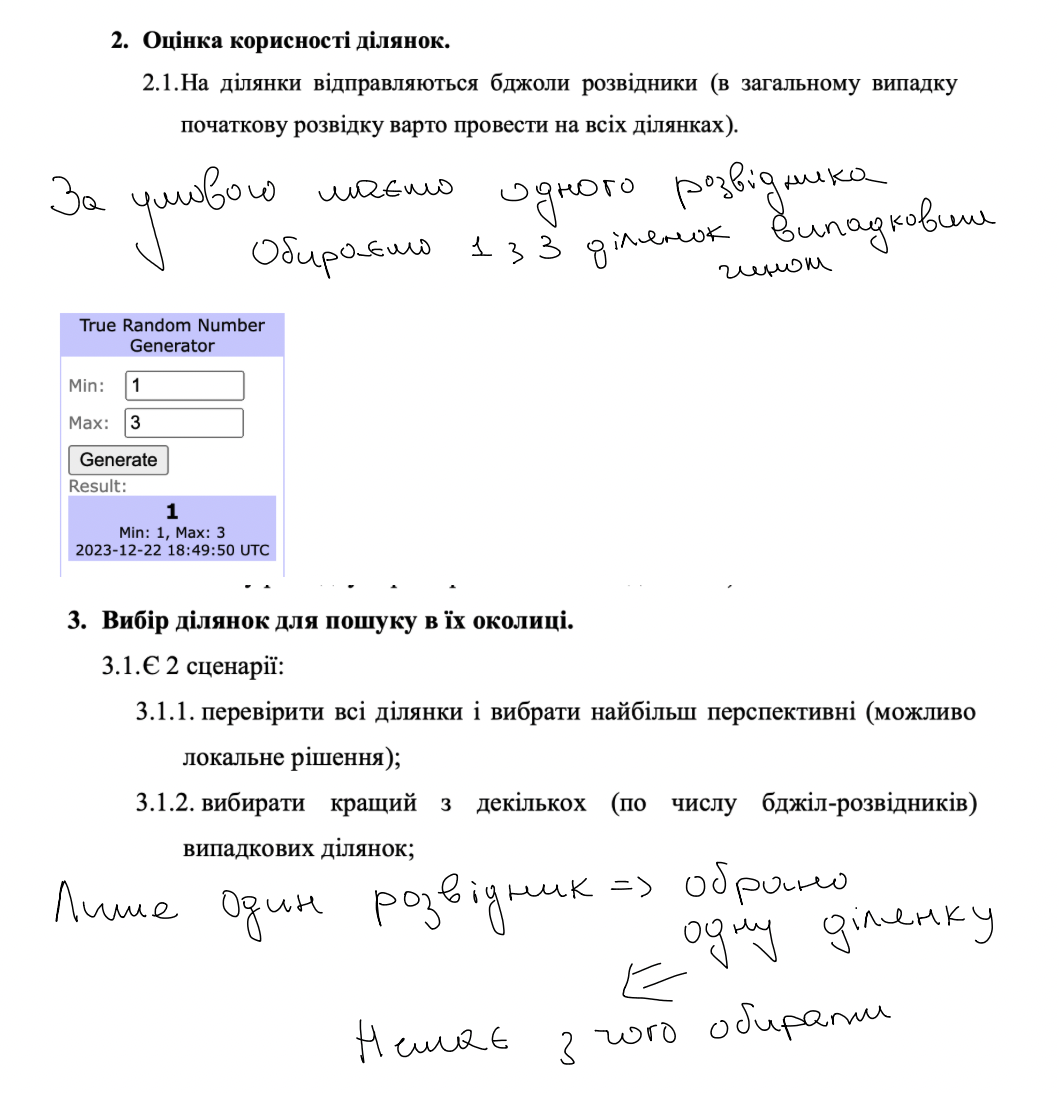 2. Оцінка корисності ділянок.
2.1.На ділянки відправляються бджоли розвідники (в загальному випадку
початкову розвідку варто провести на всіх ділянках).
За умовою маємо одного розвідника
Обираємо 1 з 3 діленок випадковим
чином
True Random Number
Generator
Min: 1
Max: 3
Generate
Result:
1
Min: 1, Max: 3
2023-12-22 18:49:50 UTC
3. Вибір ділянок для пошуку в їх околиці.
3.1.Є 2 сценарії:
3.1.1. перевірити всі ділянки і вибрати найбільш перспективні (можливо
локальне рішення);
3.1.2. вибирати кращий з декількох (по числу бджіл-розвідників)
випадкових ділянок;
Лише один розвідник => обрано
одну діленку
<=
Немає з чого обирати